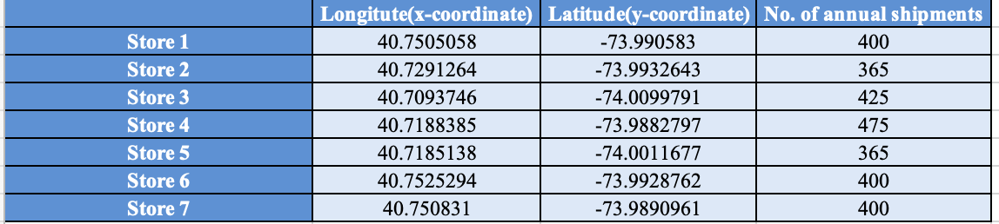 Longitute(x-coordinate) Latitude(y-coordinate) No. of annual shipments
Store 1 40.7505058 -73.990583 400
Store 2 40.7291264 -73.9932643 365
Store 3 40.7093746 -74.0099791 425
Store 4 40.7188385 -73.9882797 475
Store 5 40.7185138 -74.0011677 365
Store 6 40.7525294 -73.9928762 400
Store 7 40.750831 -73.9890961 400